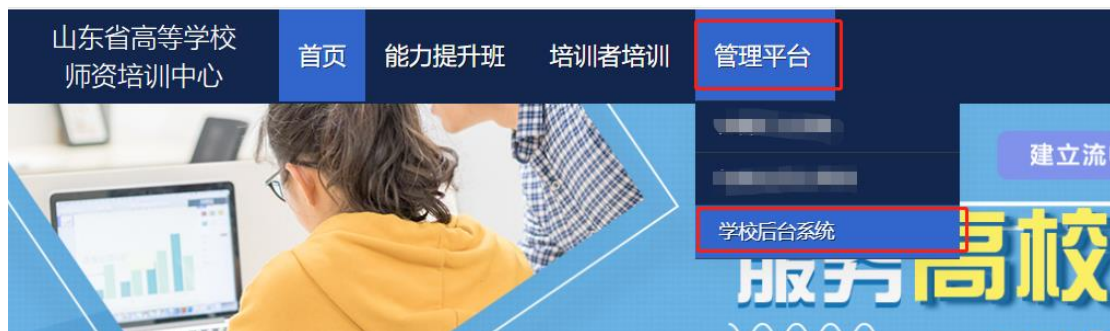 山东省高等学校
师资培训中心
首页
能力提升班
培训者培训
管理平台
建立流
学校后台系统
服务高校